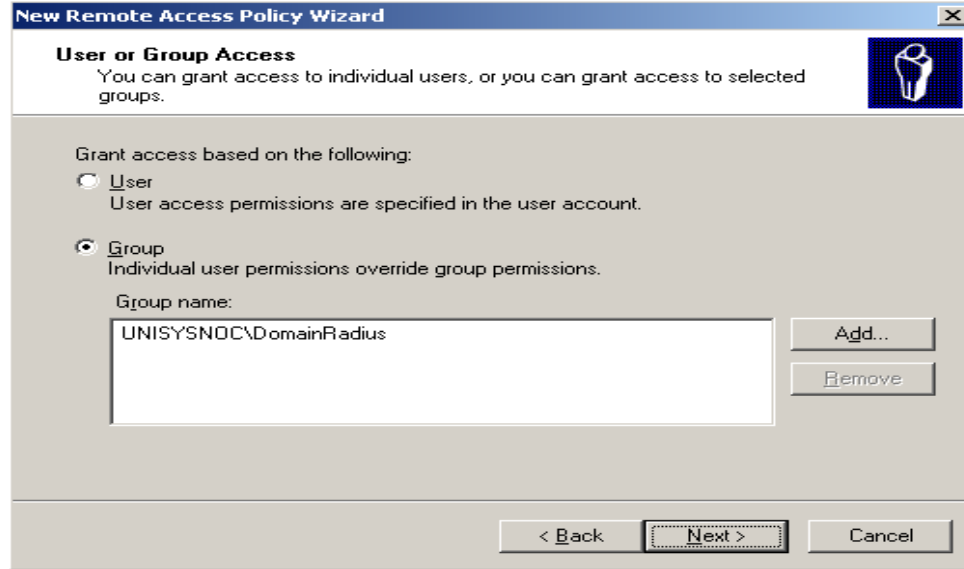 New Remote Access Policy Wizard
User or Group Access
You can grant access to individual users, or you can grant access to selected
groups.
Grant access based on the following:
User
User access permissions are specified in the user account.
Group
Individual user permissions override group permissions.
Group name:
UNISYSNOC\DomainRadius
Add...
Remove
< Back
Next >
Cancel